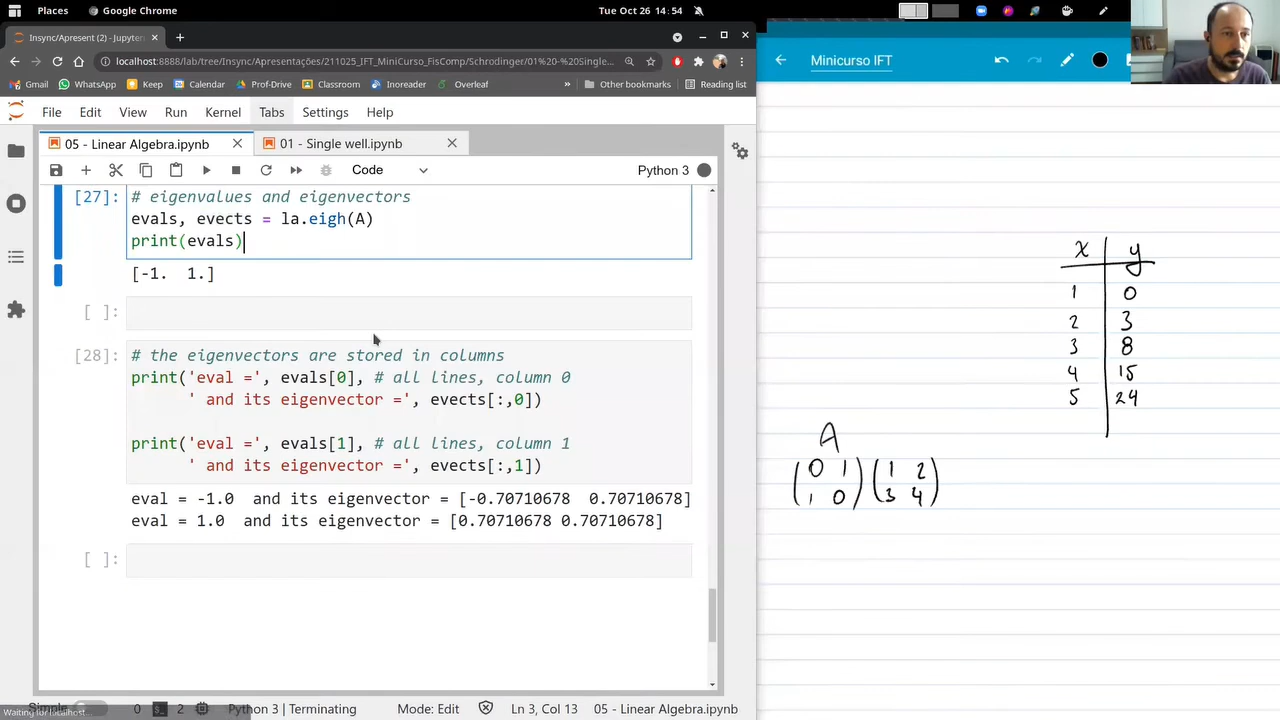 Places Google Chrome Tue Oct 26 14:54
Insync/Apresent (2) - Jupyter
localhost:8888/lab/tree/Insync/Apresentações/211025_IFT_MiniCurso_FisComp/Schrodinger/01%20-%20Single...
Gmail WhatsApp Keep Calendar Prof-Drive Classroom Inoreader Overleaf » Other bookmarks Reading list
File Edit View Run Kernel Tabs Settings Help
05 - Linear Algebra.ipynb 01 - Single well.ipynb
Code Python 3
[27]: # eigenvalues and eigenvectors
evals, evects = la.eigh(A)
print(evals)
[-1. 1.]
[ ]:
[28]: # the eigenvectors are stored in columns
print('eval =', evals[0], # all lines, column 0
' and its eigenvector =', evects[:,0])
print('eval =', evals[1], # all lines, column 1
' and its eigenvector =', evects[:,1])
eval = -1.0 and its eigenvector = [-0.70710678 0.70710678]
eval = 1.0 and its eigenvector = [0.70710678 0.70710678]
[ ]:
Simple 0 2 Python 3 | Terminating Mode: Edit Ln 3, Col 13 05 - Linear Algebra.ipynb
Waiting for localhost
Minicurso IFT
x y
1 0
2 3
3 8
4 15
5 24
A
(0 1) (1 2)
(1 0) (3 4)